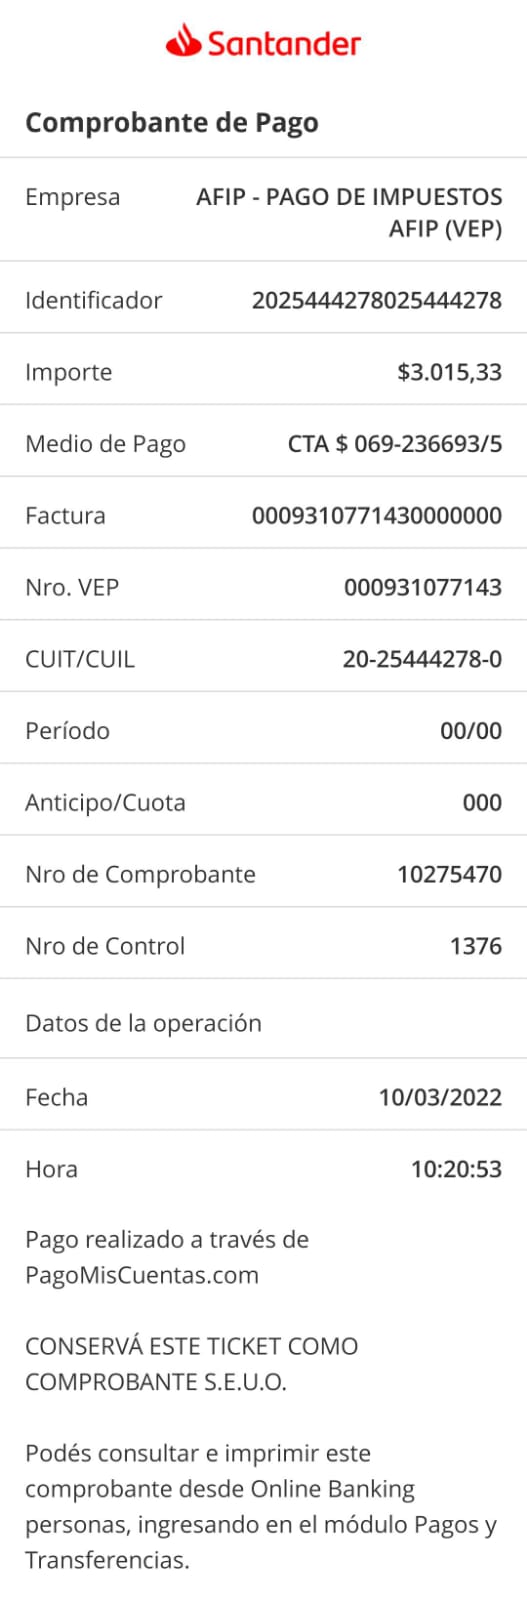 Santander
Comprobante de Pago
Empresa AFIP - PAGO DE IMPUESTOS
AFIP (VEP)
Identificador 2025444278025444278
Importe $3.015,33
Medio de Pago CTA $ 069-236693/5
Factura 0009310771430000000
Nro. VEP 000931077143
CUIT/CUIL 20-25444278-0
Período 00/00
Anticipo/Cuota 000
Nro de Comprobante 10275470
Nro de Control 1376
Datos de la operación
Fecha 10/03/2022
Hora 10:20:53
Pago realizado a través de
PagoMisCuentas.com
CONSERVÁ ESTE TICKET COMO
COMPROBANTE S.E.U.O.
Podés consultar e imprimir este
comprobante desde Online Banking
personas, ingresando en el módulo Pagos y
Transferencias.